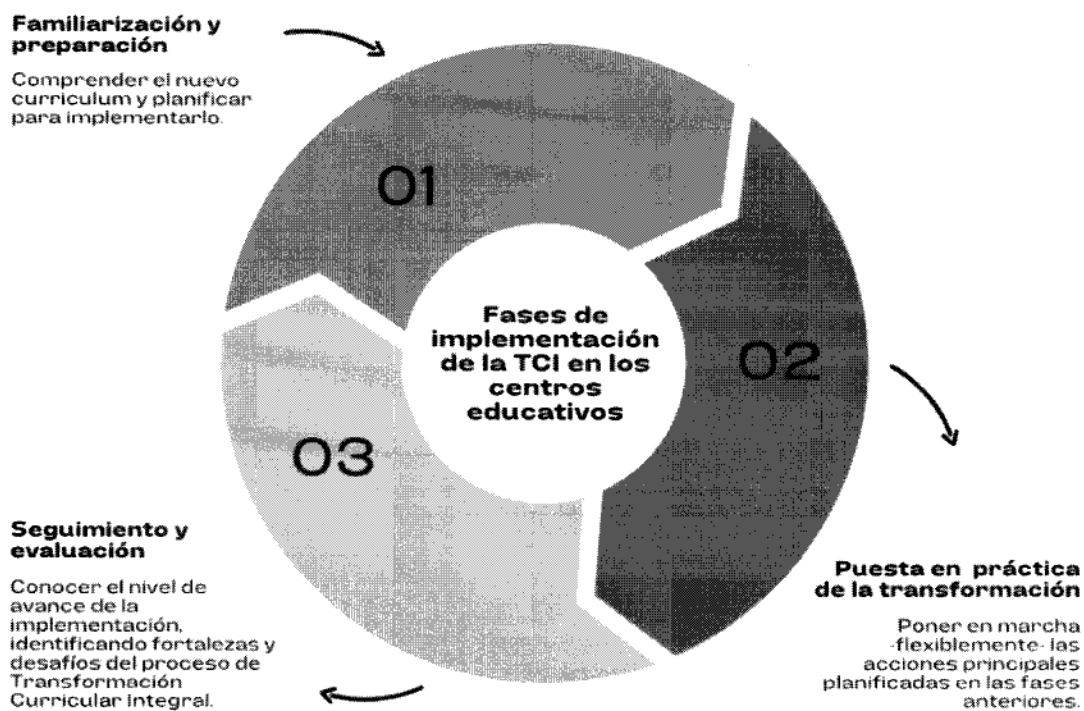 Familiarización y
preparación
Comprender el nuevo
curriculum y planificar
para implementarlo.
01
Fases de
implementación
de la TCI en los
centros
educativos
02
03
Puesta en práctica
de la transformación
Poner en marcha
-flexiblemente- las
acciones principales
planificadas en las fases
anteriores.
Seguimiento y
evaluación
Conocer el nivel de
avance de la
implementación,
identificando fortalezas y
desafíos del proceso de
Transformación
Curricular Integral.